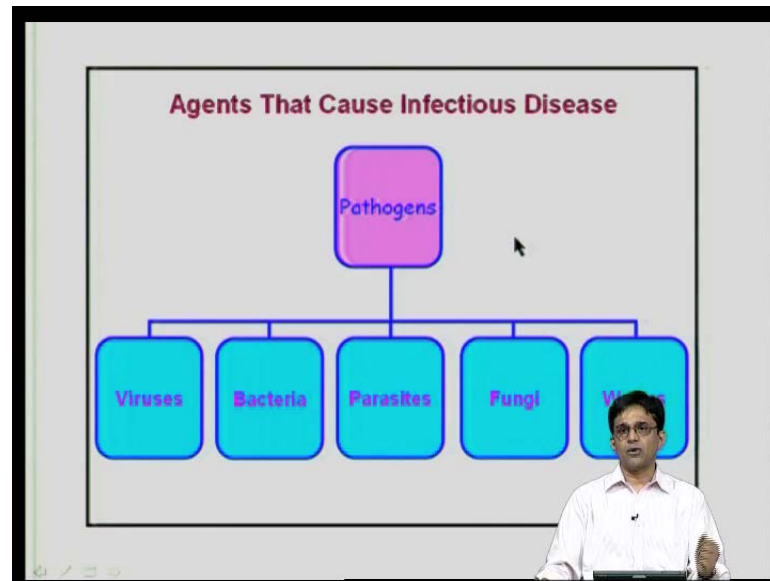 Agents That Cause Infectious Disease
Pathogens
Viruses Bacteria Parasites Fungi